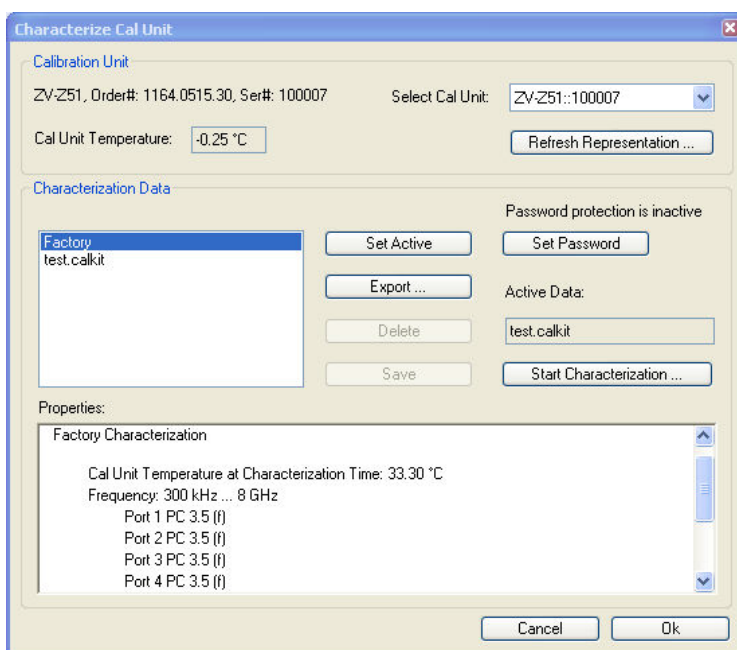 Characterize Cal Unit
Calibration Unit
ZV-Z51, Order#: 1164.0515.30, Ser#: 100007
Select Cal Unit:
ZV-Z51::100007
Cal Unit Temperature:
-0.25 °C
Refresh Representation ...
Characterization Data
Password protection is inactive
Factory
test.calkit
Set Active
Set Password
Export ...
Active Data:
Delete
test.calkit
Save
Start Characterization ...
Properties:
Factory Characterization
Cal Unit Temperature at Characterization Time: 33.30 °C
Frequency: 300 kHz ... 8 GHz
Port 1 PC 3.5 (f)
Port 2 PC 3.5 (f)
Port 3 PC 3.5 (f)
Port 4 PC 3.5 (f)
Cancel
Ok